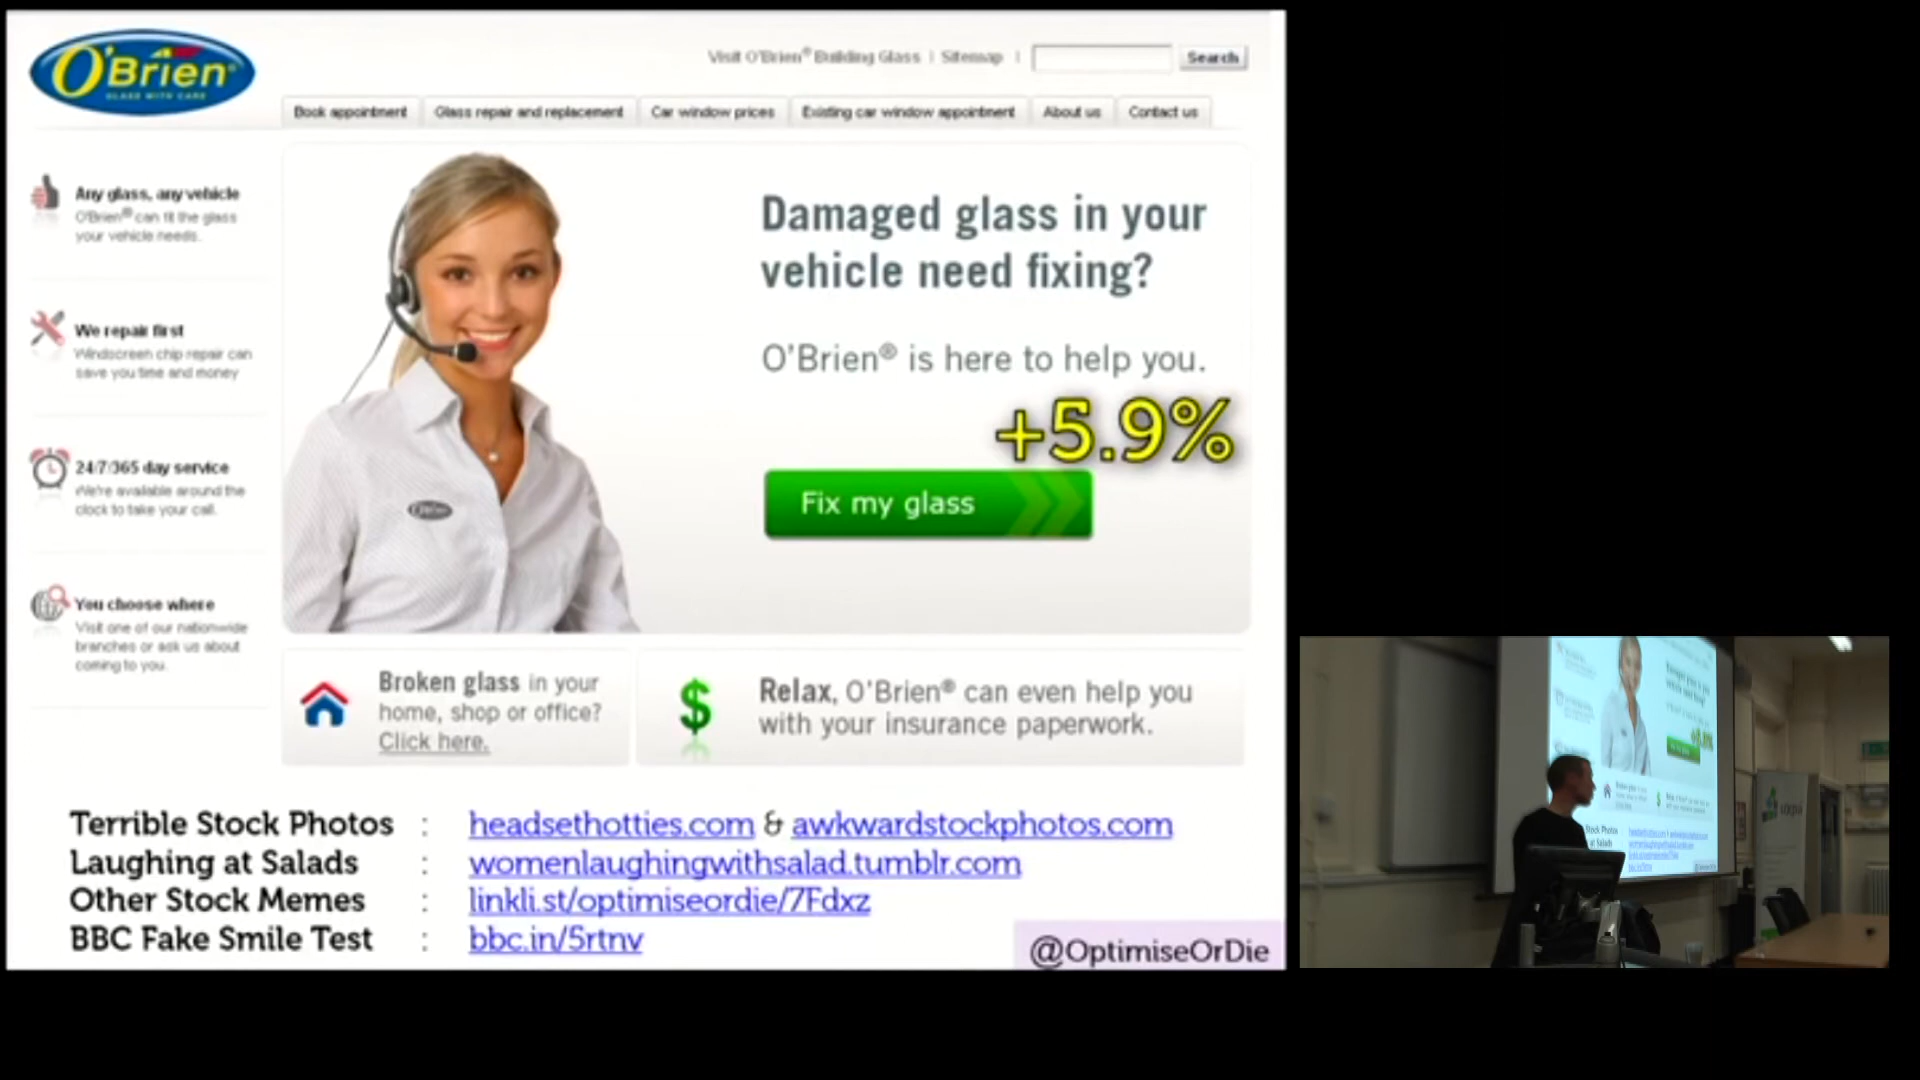 O'Brien®
GLASS WITH CARE
Visit O'Brien® Building Glass | Sitemap |
Search
Book appointment
Glass repair and replacement
Car window prices
Existing car window appointment
About us
Contact us
Any glass, any vehicle
O'Brien® can fit the glass
your vehicle needs.
We repair first
Windscreen chip repair can
save you time and money
24/7/365 day service
We're available around the
clock to take your call.
You choose where
Visit one of our nationwide
branches or ask us about
coming to you.
Damaged glass in your
vehicle need fixing?
O'Brien® is here to help you.
+5.9%
Fix my glass
O'Brien
Broken glass in your
home, shop or office?
Click here.
$
Relax, O'Brien® can even help you
with your insurance paperwork.
Terrible Stock Photos : headsethotties.com & awkwardstockphotos.com
Laughing at Salads : womenlaughingwithsalad.tumblr.com
Other Stock Memes : linkli.st/optimiseordie/7Fdxz
BBC Fake Smile Test : bbc.in/5rtnv
@OptimiseOrDie